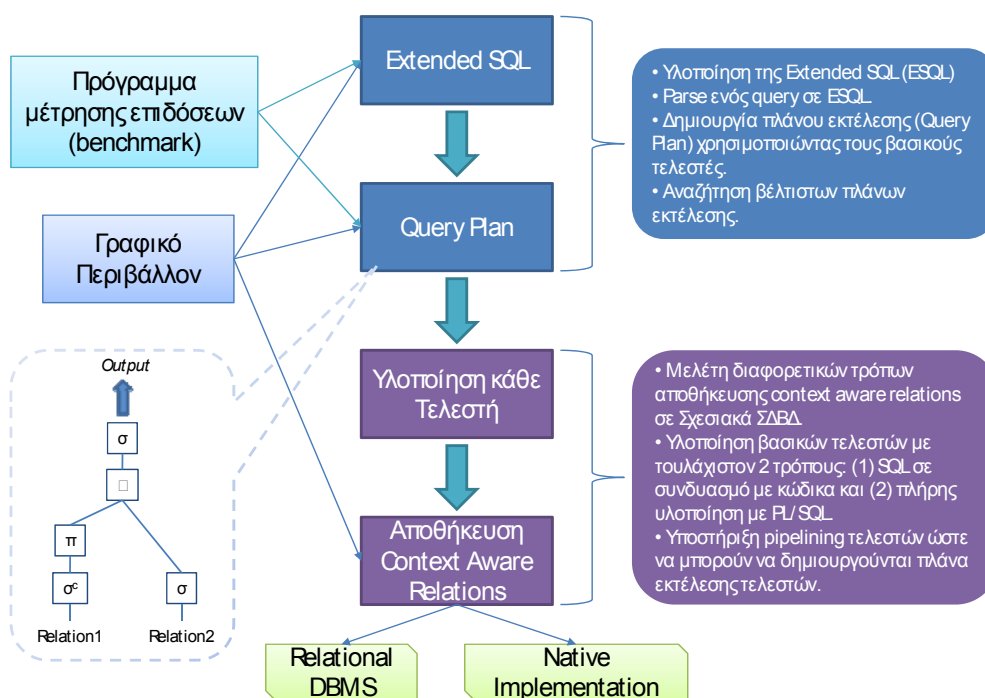 Πρόγραμμα
μέτρησης επιδόσεων
(benchmark)
Γραφικό
Περιβάλλον
Extended SQL
Query Plan
Υλοποίηση κάθε
Τελεστή
Αποθήκευση
Context Aware
Relations
Relational
DBMS
Native
Implementation
• Υλοποίηση της Extended SQL (ESQL)
• Parse ενός query σε ESQL.
• Δημιουργία πλάνου εκτέλεσης (Query
Plan) χρησιμοποιώντας τους βασικούς
τελεστές.
• Αναζήτηση βέλτιστων πλάνων
εκτέλεσης.
• Μελέτη διαφορετικών τρόπων
αποθήκευσης context aware relations
σε Σχεσιακά ΣΔΒΔ.
• Υλοποίηση βασικών τελεστών με
τουλάχιστον 2 τρόπους: (1) SQL σε
συνδυασμό με κώδικα και (2) πλήρης
υλοποίηση με PL/SQL.
• Υποστήριξη pipelining τελεστών ώστε
να μπορούν να δημιουργούνται πλάνα
εκτέλεσης τελεστών.
Output
σ
π
σᶜ
σ
Relation1
Relation2